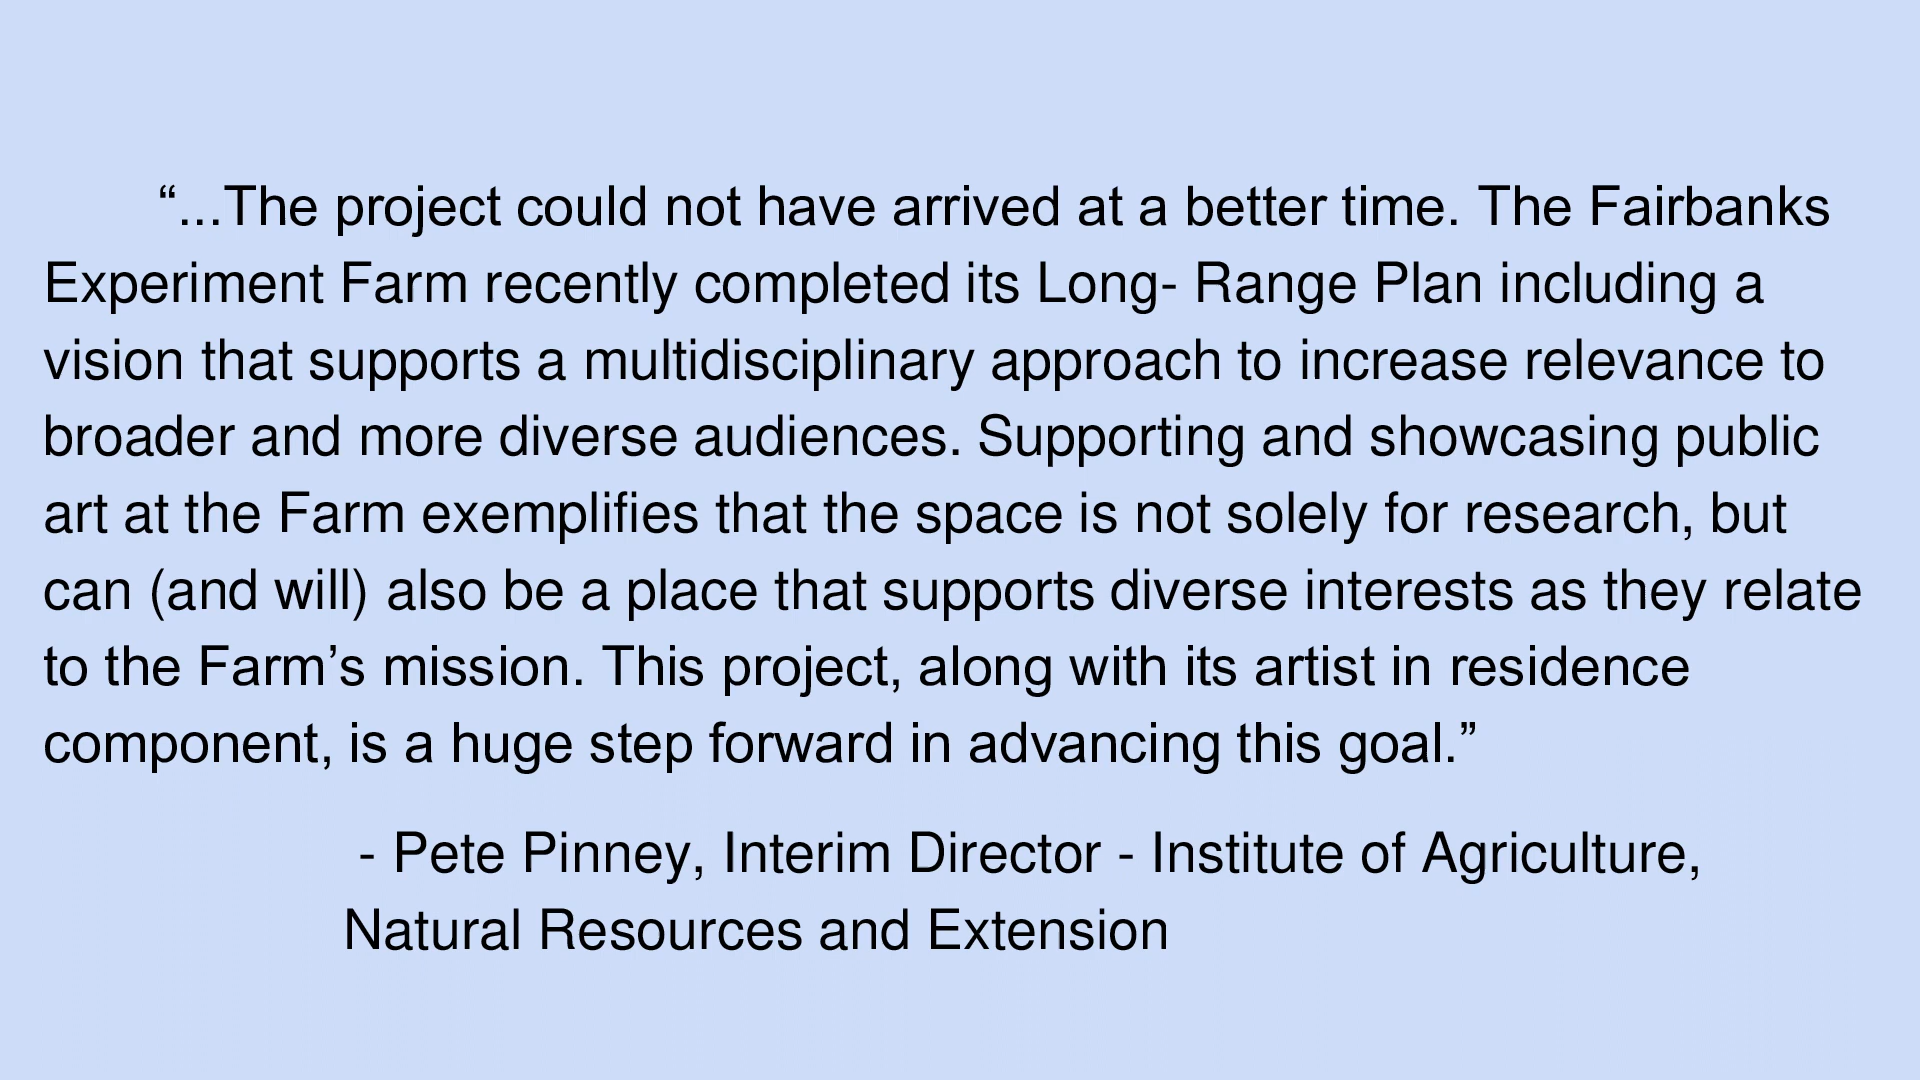 “...The project could not have arrived at a better time. The Fairbanks
Experiment Farm recently completed its Long- Range Plan including a
vision that supports a multidisciplinary approach to increase relevance to
broader and more diverse audiences. Supporting and showcasing public
art at the Farm exemplifies that the space is not solely for research, but
can (and will) also be a place that supports diverse interests as they relate
to the Farm’s mission. This project, along with its artist in residence
component, is a huge step forward in advancing this goal.”
- Pete Pinney, Interim Director - Institute of Agriculture,
Natural Resources and Extension